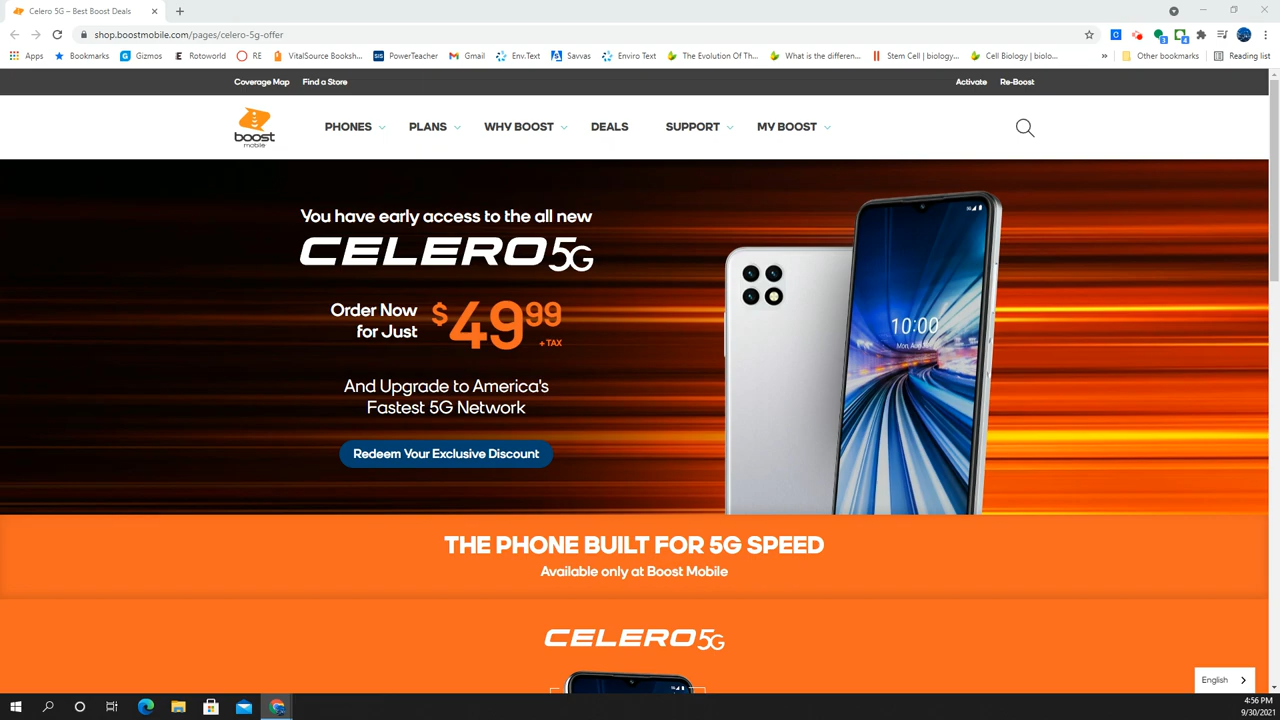 Celero 5G – Best Boost Deals
shop.boostmobile.com/pages/celero-5g-offer
Apps
Bookmarks
Gizmos
Rotoworld
RE
VitalSource Booksh...
PowerTeacher
Gmail
Env.Text
Savvas
Enviro Text
The Evolution Of Th...
What is the differen...
Stem Cell | biology...
Cell Biology | biolo...
»
Other bookmarks
Reading list
Coverage Map
Find a Store
Activate
Re-Boost
boost
mobile
PHONES
PLANS
WHY BOOST
DEALS
SUPPORT
MY BOOST
You have early access to the all new
CELERO5G
Order Now
for Just
$4999
+ TAX
And Upgrade to America's
Fastest 5G Network
Redeem Your Exclusive Discount
10:00
THE PHONE BUILT FOR 5G SPEED
Available only at Boost Mobile
CELERO5G
English
4:56 PM
9/30/2021